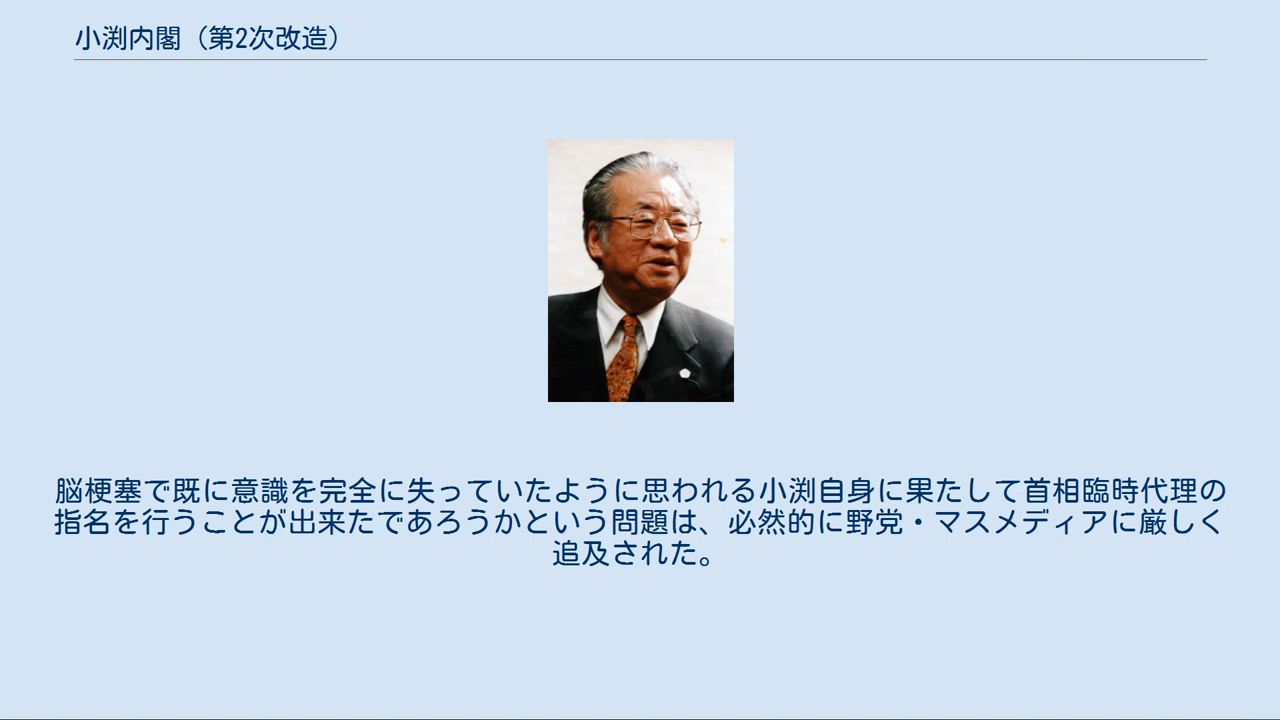 小渕内閣（第2次改造）
脳梗塞で既に意識を完全に失っていたように思われる小渕自身に果たして首相臨時代理の
指名を行うことが出来たであろうかという問題は、必然的に野党・マスメディアに厳しく
追及された。